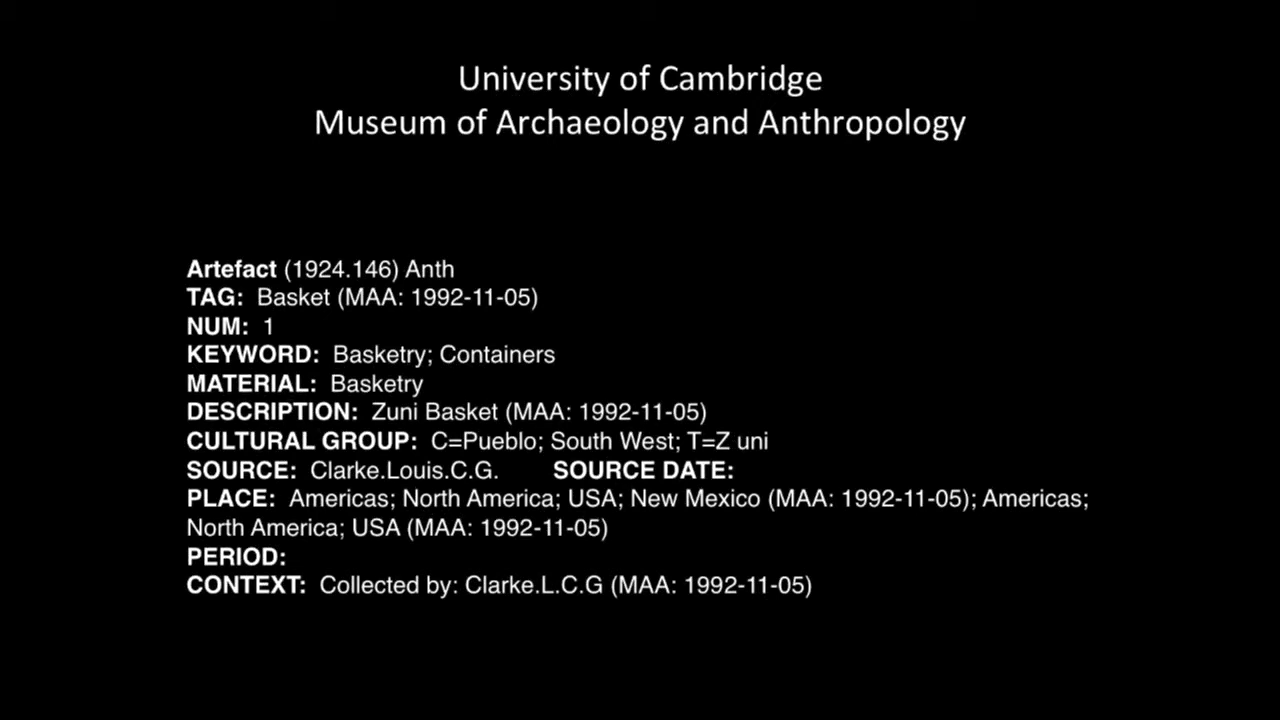 University of Cambridge
Museum of Archaeology and Anthropology
Artefact (1924.146) Anth
TAG: Basket (MAA: 1992-11-05)
NUM: 1
KEYWORD: Basketry; Containers
MATERIAL: Basketry
DESCRIPTION: Zuni Basket (MAA: 1992-11-05)
CULTURAL GROUP: C=Pueblo; South West; T=Z uni
SOURCE: Clarke.Louis.C.G. SOURCE DATE:
PLACE: Americas; North America; USA; New Mexico (MAA: 1992-11-05); Americas;
North America; USA (MAA: 1992-11-05)
PERIOD:
CONTEXT: Collected by: Clarke.L.C.G (MAA: 1992-11-05)